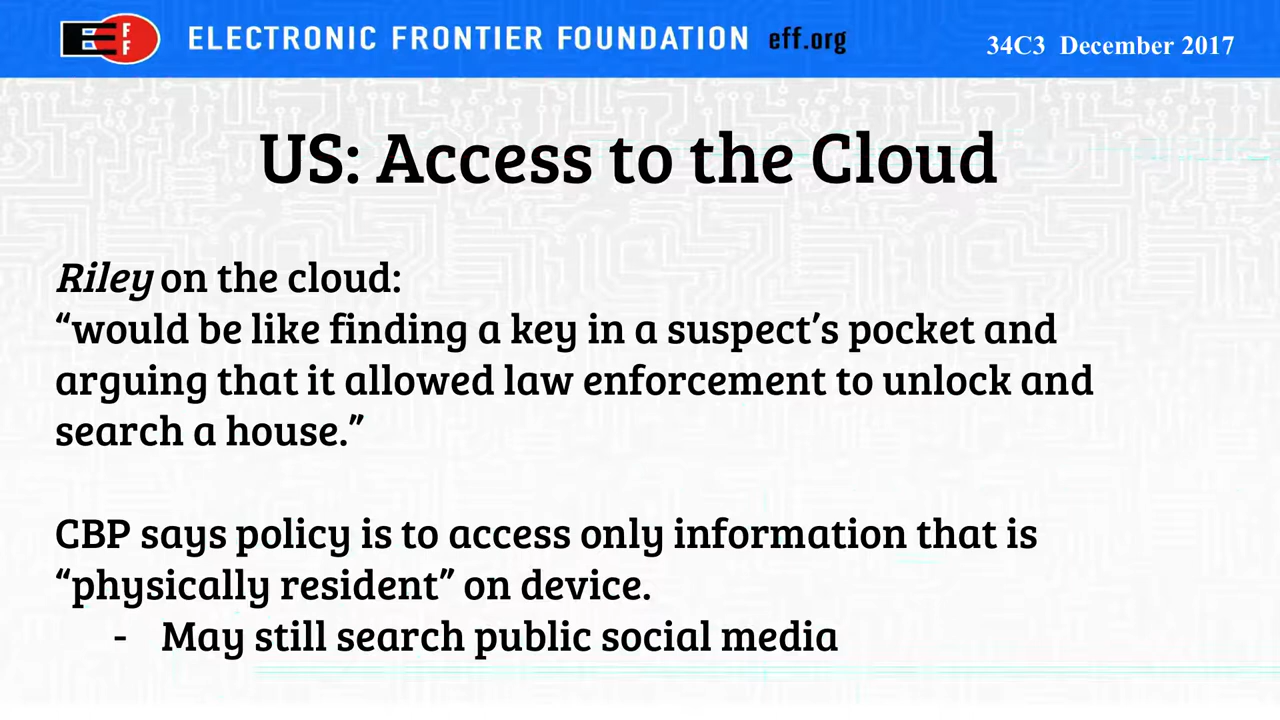 EFF ELECTRONIC FRONTIER FOUNDATION eff.org 34C3 December 2017
US: Access to the Cloud
Riley on the cloud:
“would be like finding a key in a suspect’s pocket and
arguing that it allowed law enforcement to unlock and
search a house.”
CBP says policy is to access only information that is
“physically resident” on device.
- May still search public social media